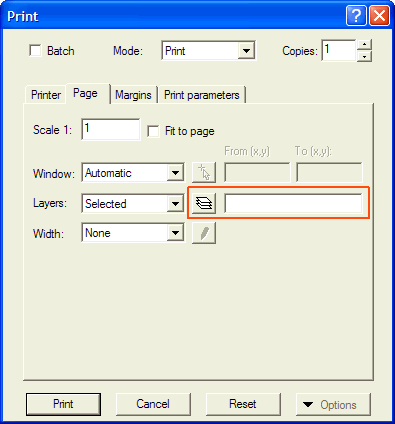 Print
Batch Mode: Print Copies: 1
Printer Page Margins Print parameters
Scale 1: 1 Fit to page
From (x,y) To (x,y):
Window: Automatic
Layers: Selected
Width: None
Print Cancel Reset Options